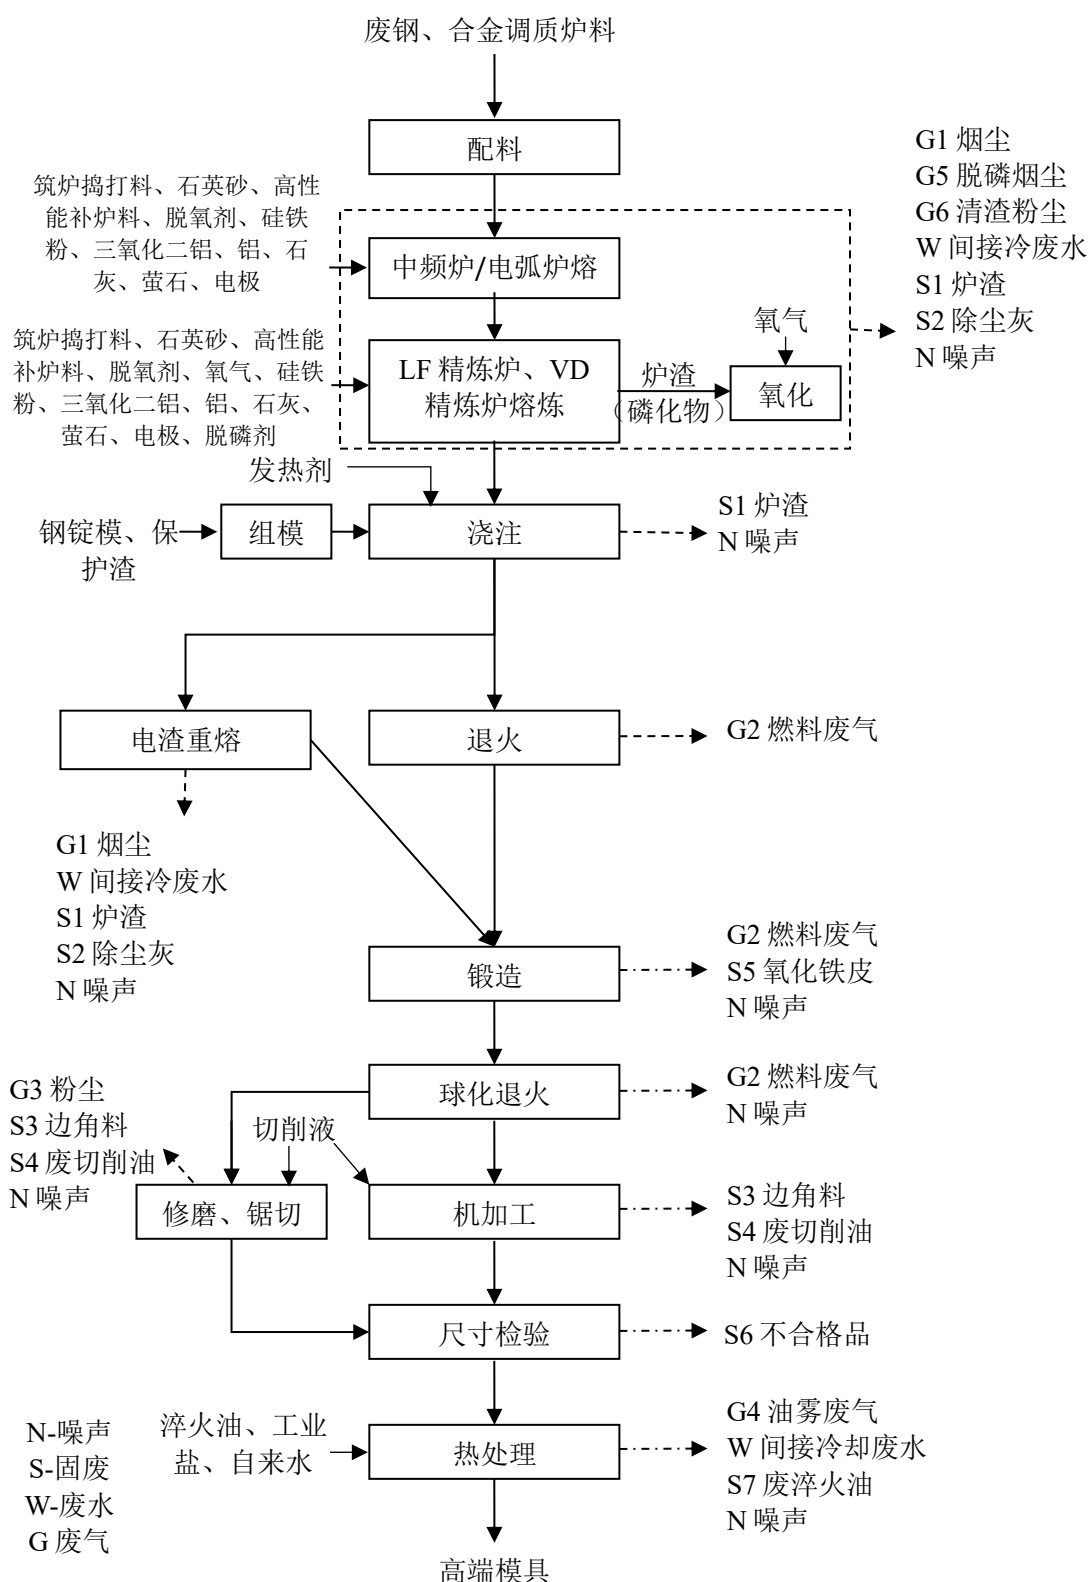 废钢、合金调质炉料
配料
G1 烟尘
G5 脱磷烟尘
G6 清渣粉尘
W 间接冷废水
S1 炉渣
S2 除尘灰
N 噪声
筑炉捣打料、石英砂、高性
能补炉料、脱氧剂、硅铁
粉、三氧化二铝、铝、石
灰、萤石、电极
中频炉/电弧炉熔
筑炉捣打料、石英砂、高性能
补炉料、脱氧剂、氧气、硅铁
粉、三氧化二铝、铝、石灰、
萤石、电极、脱磷剂
LF 精炼炉、VD
精炼炉熔炼
炉渣
（磷化物）
氧气
氧化
发热剂
钢锭模、保
护渣
组模
浇注
S1 炉渣
N 噪声
电渣重熔
退火
G2 燃料废气
G1 烟尘
W 间接冷废水
S1 炉渣
S2 除尘灰
N 噪声
锻造
G2 燃料废气
S5 氧化铁皮
N 噪声
球化退火
G2 燃料废气
N 噪声
G3 粉尘
S3 边角料
S4 废切削油
N 噪声
切削液
修磨、锯切
机加工
S3 边角料
S4 废切削油
N 噪声
尺寸检验
S6 不合格品
N-噪声
S-固废
W-废水
G 废气
淬火油、工业
盐、自来水
热处理
G4 油雾废气
W 间接冷却废水
S7 废淬火油
N 噪声
高端模具